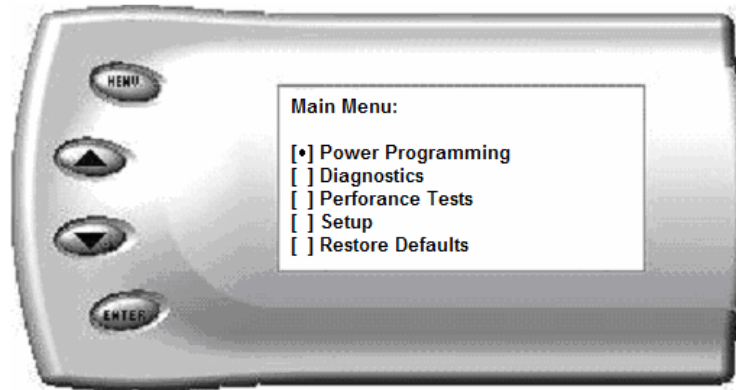 MENU
Main Menu:
[•] Power Programming
[ ] Diagnostics
[ ] Perforance Tests
[ ] Setup
[ ] Restore Defaults
ENTER